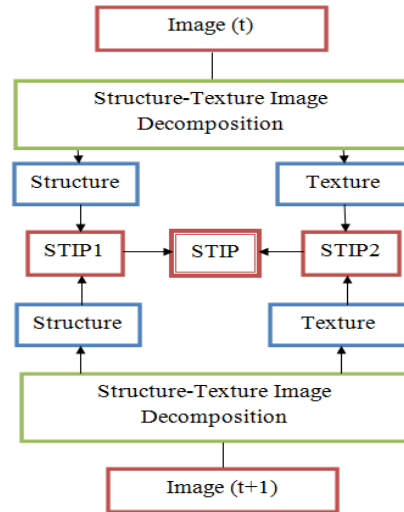 Image (t)
Structure-Texture Image
Decomposition
Structure
Texture
STIP1
STIP
STIP2
Structure
Texture
Structure-Texture Image
Decomposition
Image (t+1)